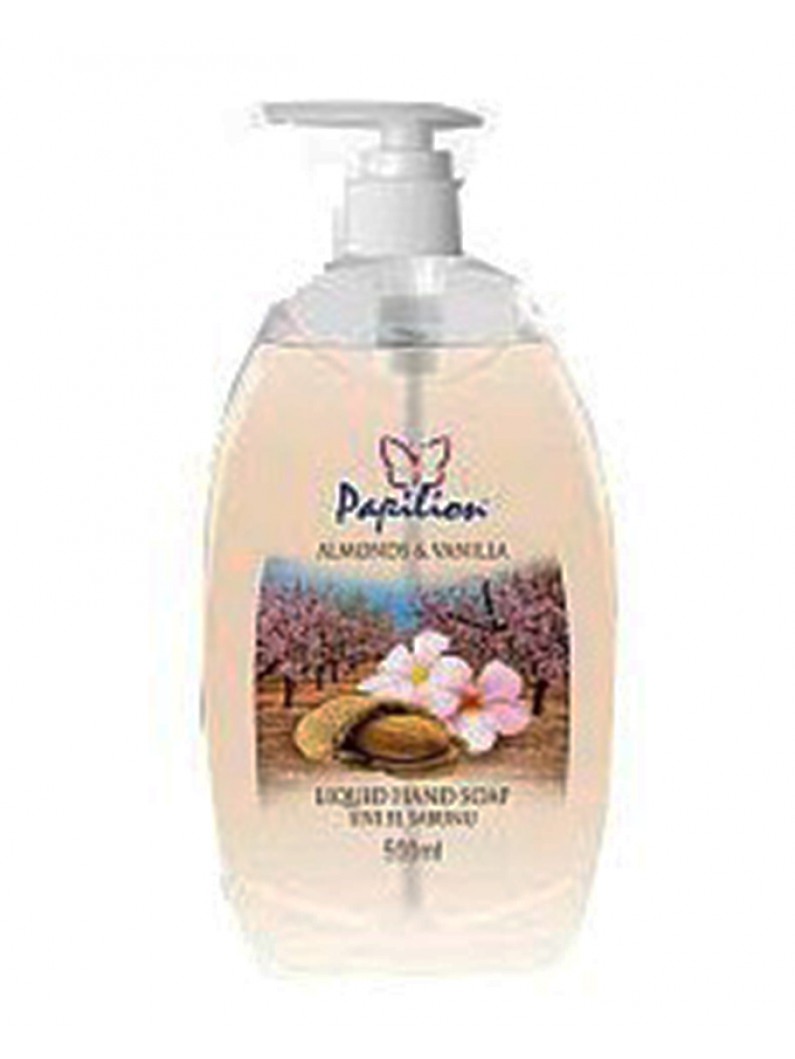 Papilion
ALMONDS & VANILLA
LIQUID HAND SOAP
SIVI EL SABUNU
500ml